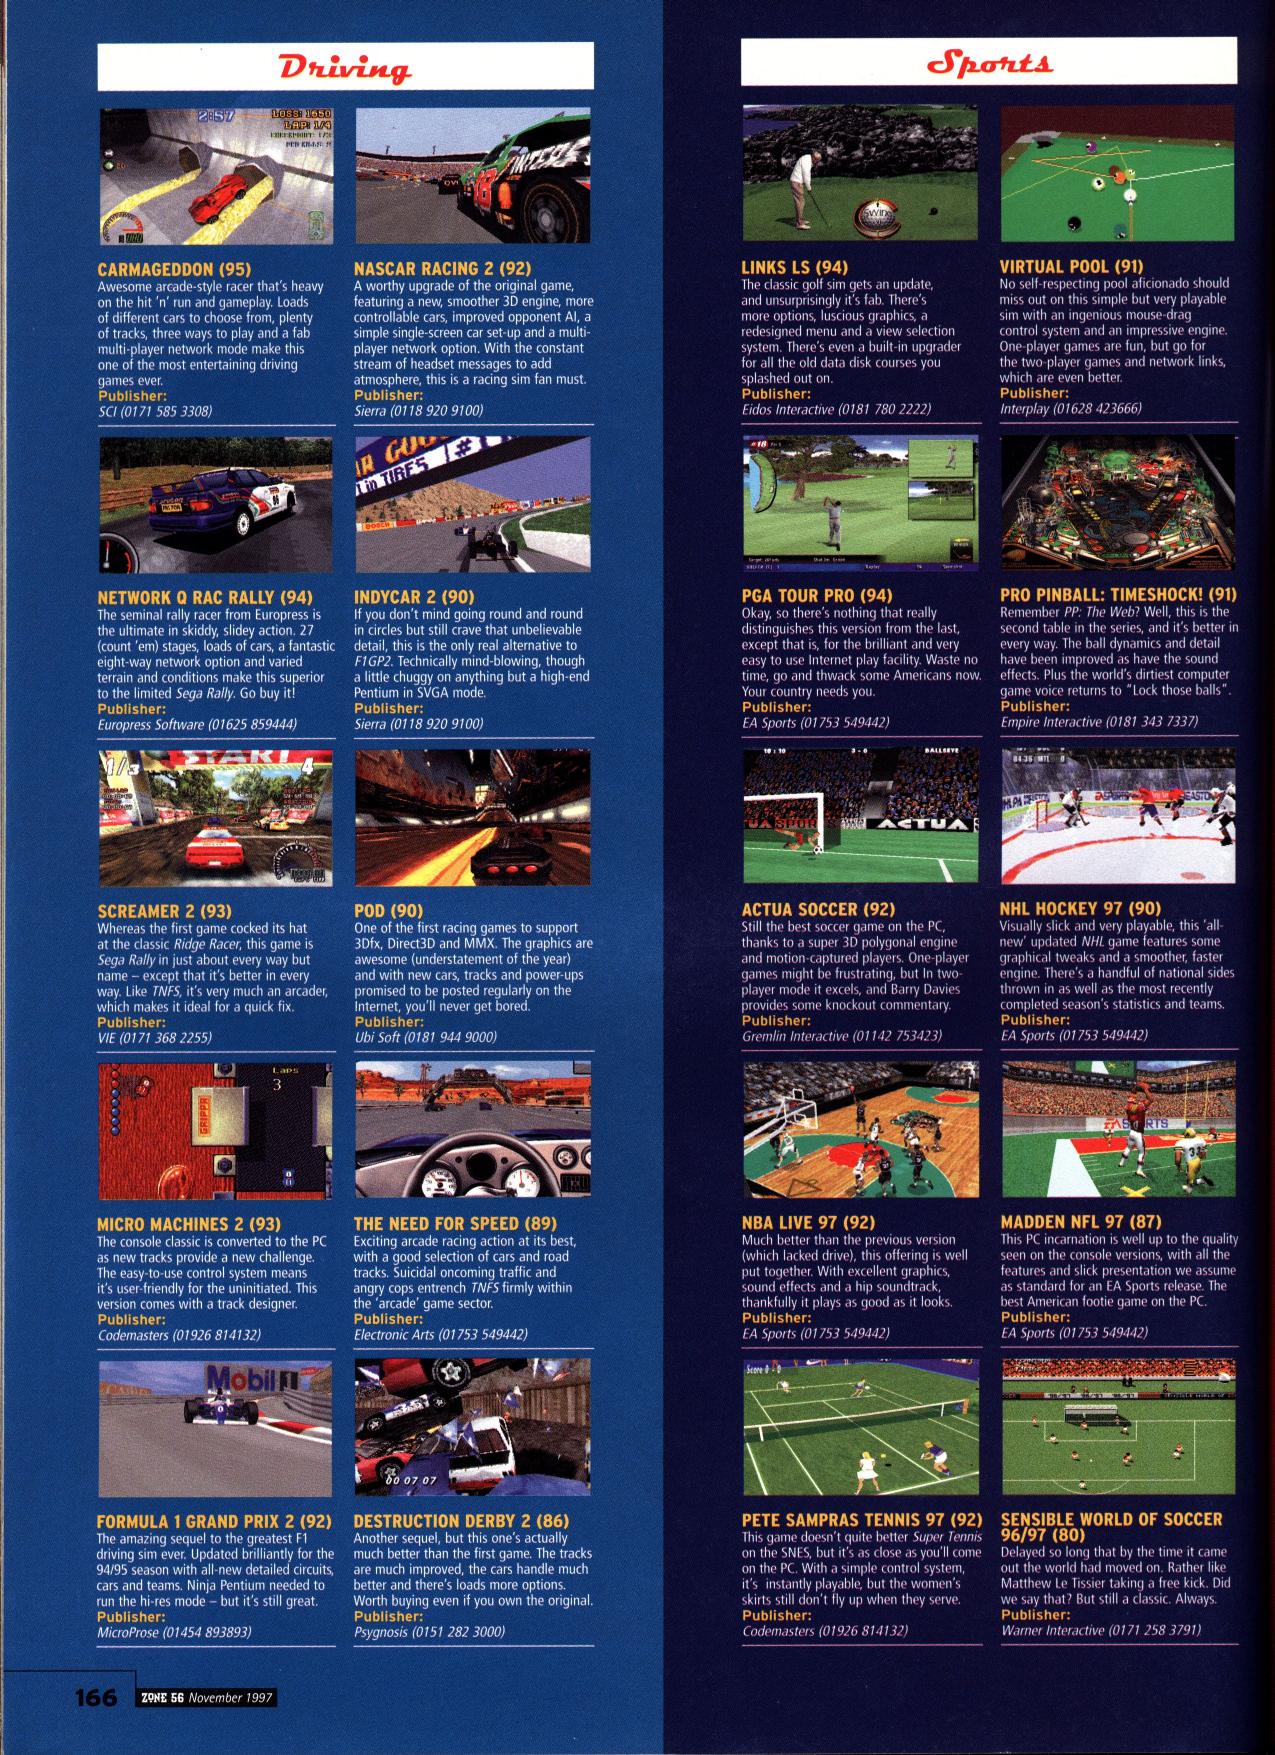 Driving
CARMAGEDDON (95)
Awesome arcade-style racer that's heavy
on the hit 'n' run and gameplay. Loads
of different cars to choose from, plenty
of tracks, three ways to play and a fab
multi-player network mode make this
one of the most entertaining driving
games ever.
Publisher:
SCI (0171 585 3308)
NASCAR RACING 2 (92)
A worthy upgrade of the original game,
featuring a new, smoother 3D engine, more
controllable cars, improved opponent AI, a
simple single-screen car set-up and a multi-
player network option. With the constant
stream of headset messages to add
atmosphere, this is a racing sim fan must.
Publisher:
Sierra (0118 920 9100)
NETWORK Q RAC RALLY (94)
The seminal rally racer from Europress is
the ultimate in skiddy, slidey action. 27
(count 'em) stages, loads of cars, a fantastic
eight-way network option and varied
terrain and conditions make this superior
to the limited Sega Rally. Go buy it!
Publisher:
Europress Software (01625 859444)
INDYCAR 2 (90)
If you don't mind going round and round
in circles but still crave that unbelievable
detail, this is the only real alternative to
F1GP2. Technically mind-blowing, though
a little chuggy on anything but a high-end
Pentium in SVGA mode.
Publisher:
Sierra (0118 920 9100)
SCREAMER 2 (93)
Whereas the first game cocked its hat
at the classic Ridge Racer, this game is
Sega Rally in just about every way but
name – except that it's better in every
way. Like TNFS, it's very much an arcader,
which makes it ideal for a quick fix.
Publisher:
VIE (0171 368 2255)
POD (90)
One of the first racing games to support
3Dfx, Direct3D and MMX. The graphics are
awesome (understatement of the year)
and with new cars, tracks and power-ups
promised to be posted regularly on the
Internet, you'll never get bored.
Publisher:
Ubi Soft (0181 944 9000)
MICRO MACHINES 2 (93)
The console classic is converted to the PC
as new tracks provide a new challenge.
The easy-to-use control system means
it's user-friendly for the uninitiated. This
version comes with a track designer.
Publisher:
Codemasters (01926 814132)
THE NEED FOR SPEED (89)
Exciting arcade racing action at its best,
with a good selection of cars and road
tracks. Suicidal oncoming traffic and
angry cops entrench TNFS firmly within
the 'arcade' game sector.
Publisher:
Electronic Arts (01753 549442)
FORMULA 1 GRAND PRIX 2 (92)
The amazing sequel to the greatest F1
driving sim ever. Updated brilliantly for the
94/95 season with all-new detailed circuits,
cars and teams. Ninja Pentium needed to
run the hi-res mode – but it's still great.
Publisher:
MicroProse (01454 893893)
DESTRUCTION DERBY 2 (86)
Another sequel, but this one's actually
much better than the first game. The tracks
are much improved, the cars handle much
better and there's loads more options.
Worth buying even if you own the original.
Publisher:
Psygnosis (0151 282 3000)
Sports
LINKS LS (94)
The classic golf sim gets an update,
and unsurprisingly it's fab. There's
more options, luscious graphics, a
redesigned menu and a view selection
system. There's even a built-in upgrader
for all the old data disk courses you
splashed out on.
Publisher:
Eidos Interactive (0181 780 2222)
VIRTUAL POOL (91)
No self-respecting pool aficionado should
miss out on this simple but very playable
sim with an ingenious mouse-drag
control system and an impressive engine.
One-player games are fun, but go for
the two-player games and network links,
which are even better.
Publisher:
Interplay (01628 423666)
PGA TOUR PRO (94)
Okay, so there's nothing that really
distinguishes this version from the last,
except that is, for the brilliant and very
easy to use Internet play facility. Waste no
time, go and thwack some Americans now.
Your country needs you.
Publisher:
EA Sports (01753 549442)
PRO PINBALL: TIMESHOCK! (91)
Remember PP: The Web? Well, this is the
second table in the series, and it's better in
every way. The ball dynamics and detail
have been improved as have the sound
effects. Plus the world's dirtiest computer
game voice returns to "Lock those balls".
Publisher:
Empire Interactive (0181 343 7337)
ACTUA SOCCER (92)
Still the best soccer game on the PC,
thanks to a super 3D polygonal engine
and motion-captured players. One-player
games might be frustrating, but In two-
player mode it excels, and Barry Davies
provides some knockout commentary.
Publisher:
Gremlin Interactive (01142 753423)
NHL HOCKEY 97 (90)
Visually slick and very playable, this 'all-
new' updated NHL game features some
graphical tweaks and a smoother, faster
engine. There's a handful of national sides
thrown in as well as the most recently
completed season's statistics and teams.
Publisher:
EA Sports (01753 549442)
NBA LIVE 97 (92)
Much better than the previous version
(which lacked drive), this offering is well
put together. With excellent graphics,
sound effects and a hip soundtrack,
thankfully it plays as good as it looks.
Publisher:
EA Sports (01753 549442)
MADDEN NFL 97 (87)
This PC incarnation is well up to the quality
seen on the console versions, with all the
features and slick presentation we assume
as standard for an EA Sports release. The
best American footie game on the PC.
Publisher:
EA Sports (01753 549442)
PETE SAMPRAS TENNIS 97 (92)
This game doesn't quite better Super Tennis
on the SNES, but it's as close as you'll come
on the PC. With a simple control system,
it's instantly playable, but the women's
skirts still don't fly up when they serve.
Publisher:
Codemasters (01926 814132)
SENSIBLE WORLD OF SOCCER
96/97 (80)
Delayed so long that by the time it came
out the world had moved on. Rather like
Matthew Le Tissier taking a free kick. Did
we say that? But still a classic. Always.
Publisher:
Warner Interactive (0171 258 3791)
166 ZONE 56 November 1997